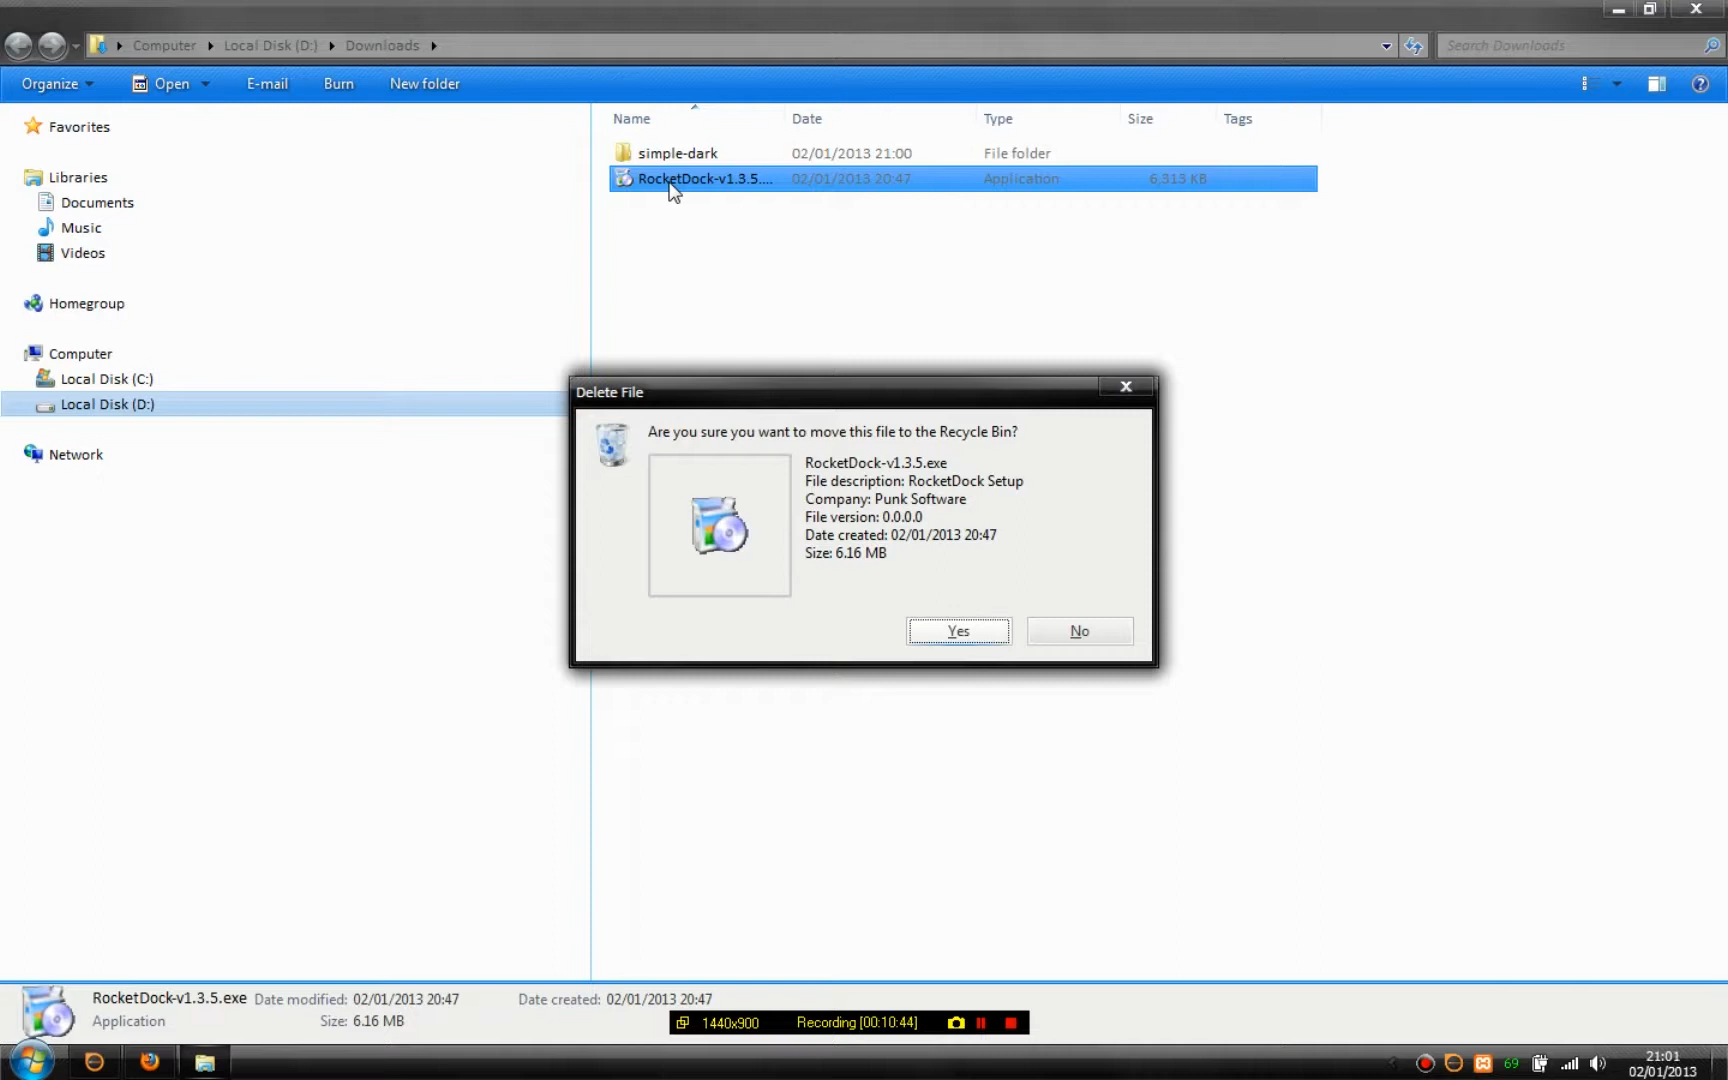 Computer Local Disk (D:) Downloads Search Downloads
Organize Open E-mail Burn New folder
Favorites
Libraries
Documents
Music
Videos
Homegroup
Computer
Local Disk (C:)
Local Disk (D:)
Network
Name Date Type Size Tags
simple-dark 02/01/2013 21:00 File folder
RocketDock-v1.3.5.... 02/01/2013 20:47 Application 6,313 KB
Delete File
Are you sure you want to move this file to the Recycle Bin?
RocketDock-v1.3.5.exe
File description: RocketDock Setup
Company: Punk Software
File version: 0.0.0.0
Date created: 02/01/2013 20:47
Size: 6.16 MB
Yes No
RocketDock-v1.3.5.exe Date modified: 02/01/2013 20:47 Date created: 02/01/2013 20:47
Application Size: 6.16 MB
1440x900 Recording [00:10:44]
69 21:01
02/01/2013